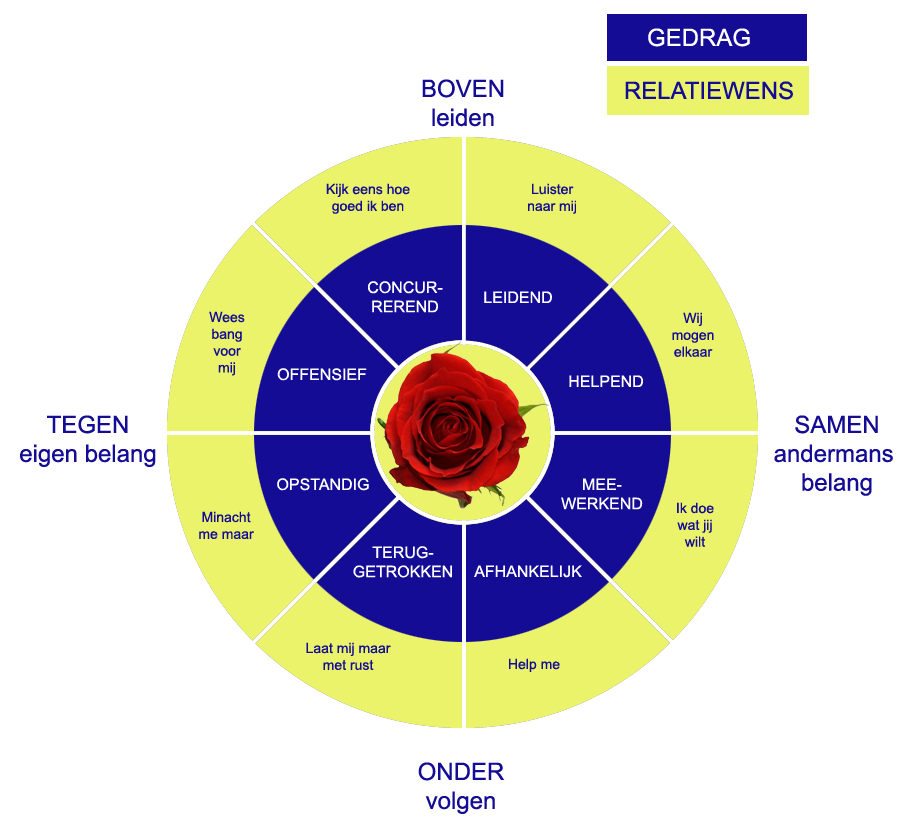 GEDRAG
RELATIEWENS
BOVEN
leiden
Kijk eens hoe
goed ik ben
Luister
naar mij
CONCUR-
REREND
LEIDEND
Wees
bang
voor
mij
Wij
mogen
elkaar
OFFENSIEF
HELPEND
TEGEN
eigen belang
SAMEN
andermans
belang
OPSTANDIG
MEE-
WERKEND
Minacht
me maar
Ik doe
wat jij
wilt
TERUG-
GETROKKEN
AFHANKELIJK
Laat mij maar
met rust
Help me
ONDER
volgen